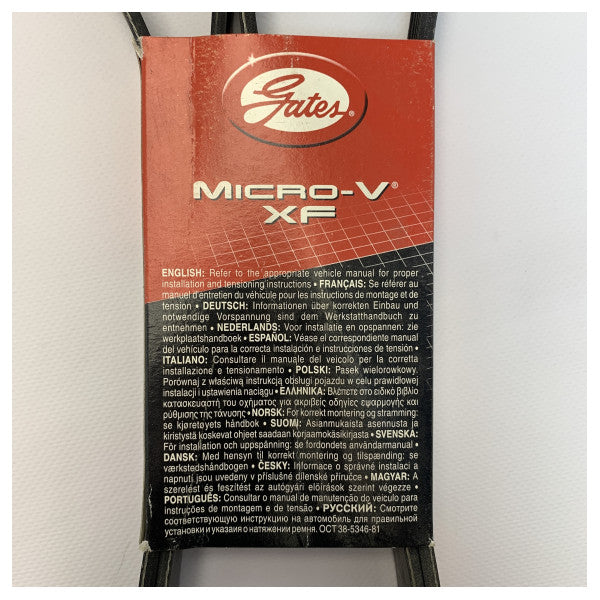 Gates®
MICRO-V®
XF
ENGLISH: Refer to the appropriate vehicle manual for proper
installation and tensioning instructions • FRANÇAIS: Se référer au
manuel d'entretien du véhicule pour les instructions de montage et de
tension • DEUTSCH: Informationen über korrekten Einbau und
notwendige Vorspannung sind dem Werkstatthandbuch zu
entnehmen • NEDERLANDS: Voor installatie en opspannen: zie
werkplaatshandboek • ESPAÑOL: Véase el correspondiente manual
del vehículo para la correcta instalación e instrucciones de tensión •
ITALIANO: Consultare il manuale del veicolo per la corretta
installazione e tensionamento • POLSKI: Pasek wielorowkowy.
Porównaj z właściwą instrukcją obsługi pojazdu w celu prawidłowej
instalacji i ustawienia naciągu • ΕΛΛΗΝΙΚΑ: Βλέπετε στο ειδικό βιβλίο
κατασκευαστή του οχήματος για ακριβείς οδηγίες εφαρμογής και
ρύθμισης της τάνυσης • NORSK: For korrekt montering og stramming:
se kjøretøyets håndbok • SUOMI: Asianmukaista asennusta ja
kiristystä koskevat ohjeet saadaan korjaamokäsikirjasta • SVENSKA:
För installation och uppspänning: se fordondets användarmanual •
DANSK: Med hensyn til korrekt montering og tilspænding: se
værkstedshåndbogen • ČESKY: Informace o správné instalaci a
napnutí jsou uvedeny v příslušné dílenské příručce • MAGYAR: A
szerelést és feszítést az autógyári előírások szerint végezze •
PORTUGUÊS: Consultar o manual de manutenção do veículo para
instruções de montagem e de tensão • РУССКИЙ: Смотрите
соответствующую инструкцию на автомобиль для правильной
установки и указаия о натяжении ремня. ОСТ 38-5346-81